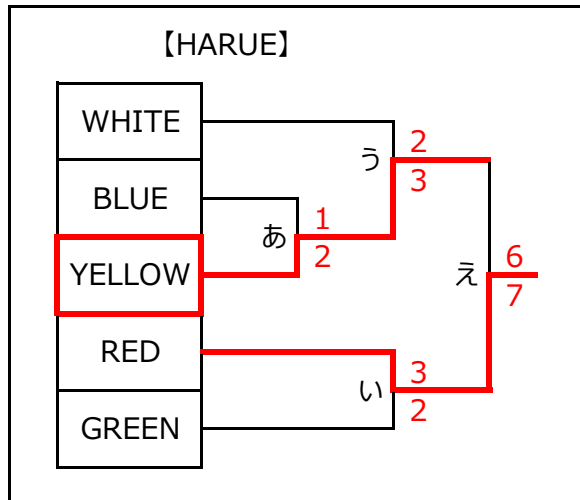 【HARUE】
WHITE
BLUE
YELLOW
RED
GREEN
あ
1
2
う
2
3
い
3
2
え
6
7